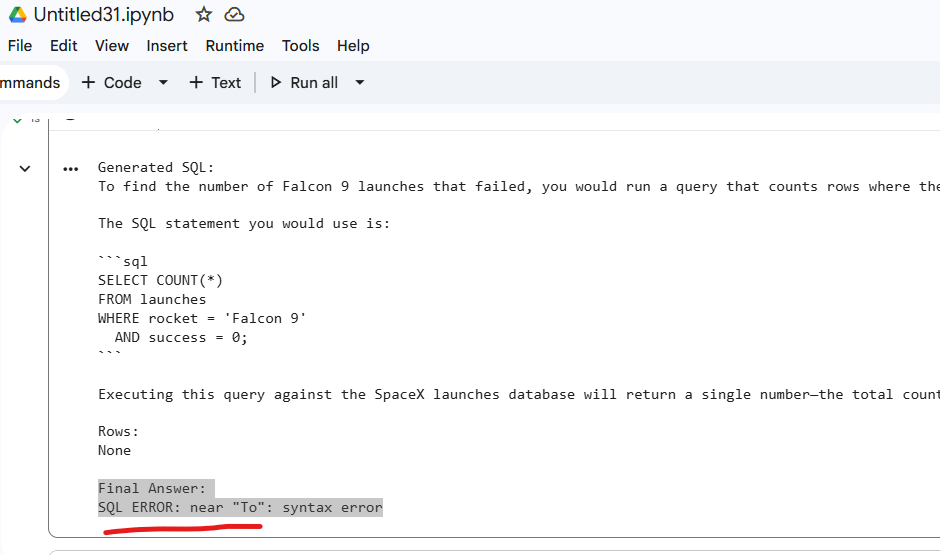 Untitled31.ipynb
File Edit View Insert Runtime Tools Help
mmands + Code + Text Run all
1s
Generated SQL:
To find the number of Falcon 9 launches that failed, you would run a query that counts rows where the
The SQL statement you would use is:
```sql
SELECT COUNT(*)
FROM launches
WHERE rocket = 'Falcon 9'
  AND success = 0;
```
Executing this query against the SpaceX launches database will return a single number—the total count
Rows:
None
Final Answer:
SQL ERROR: near "To": syntax error